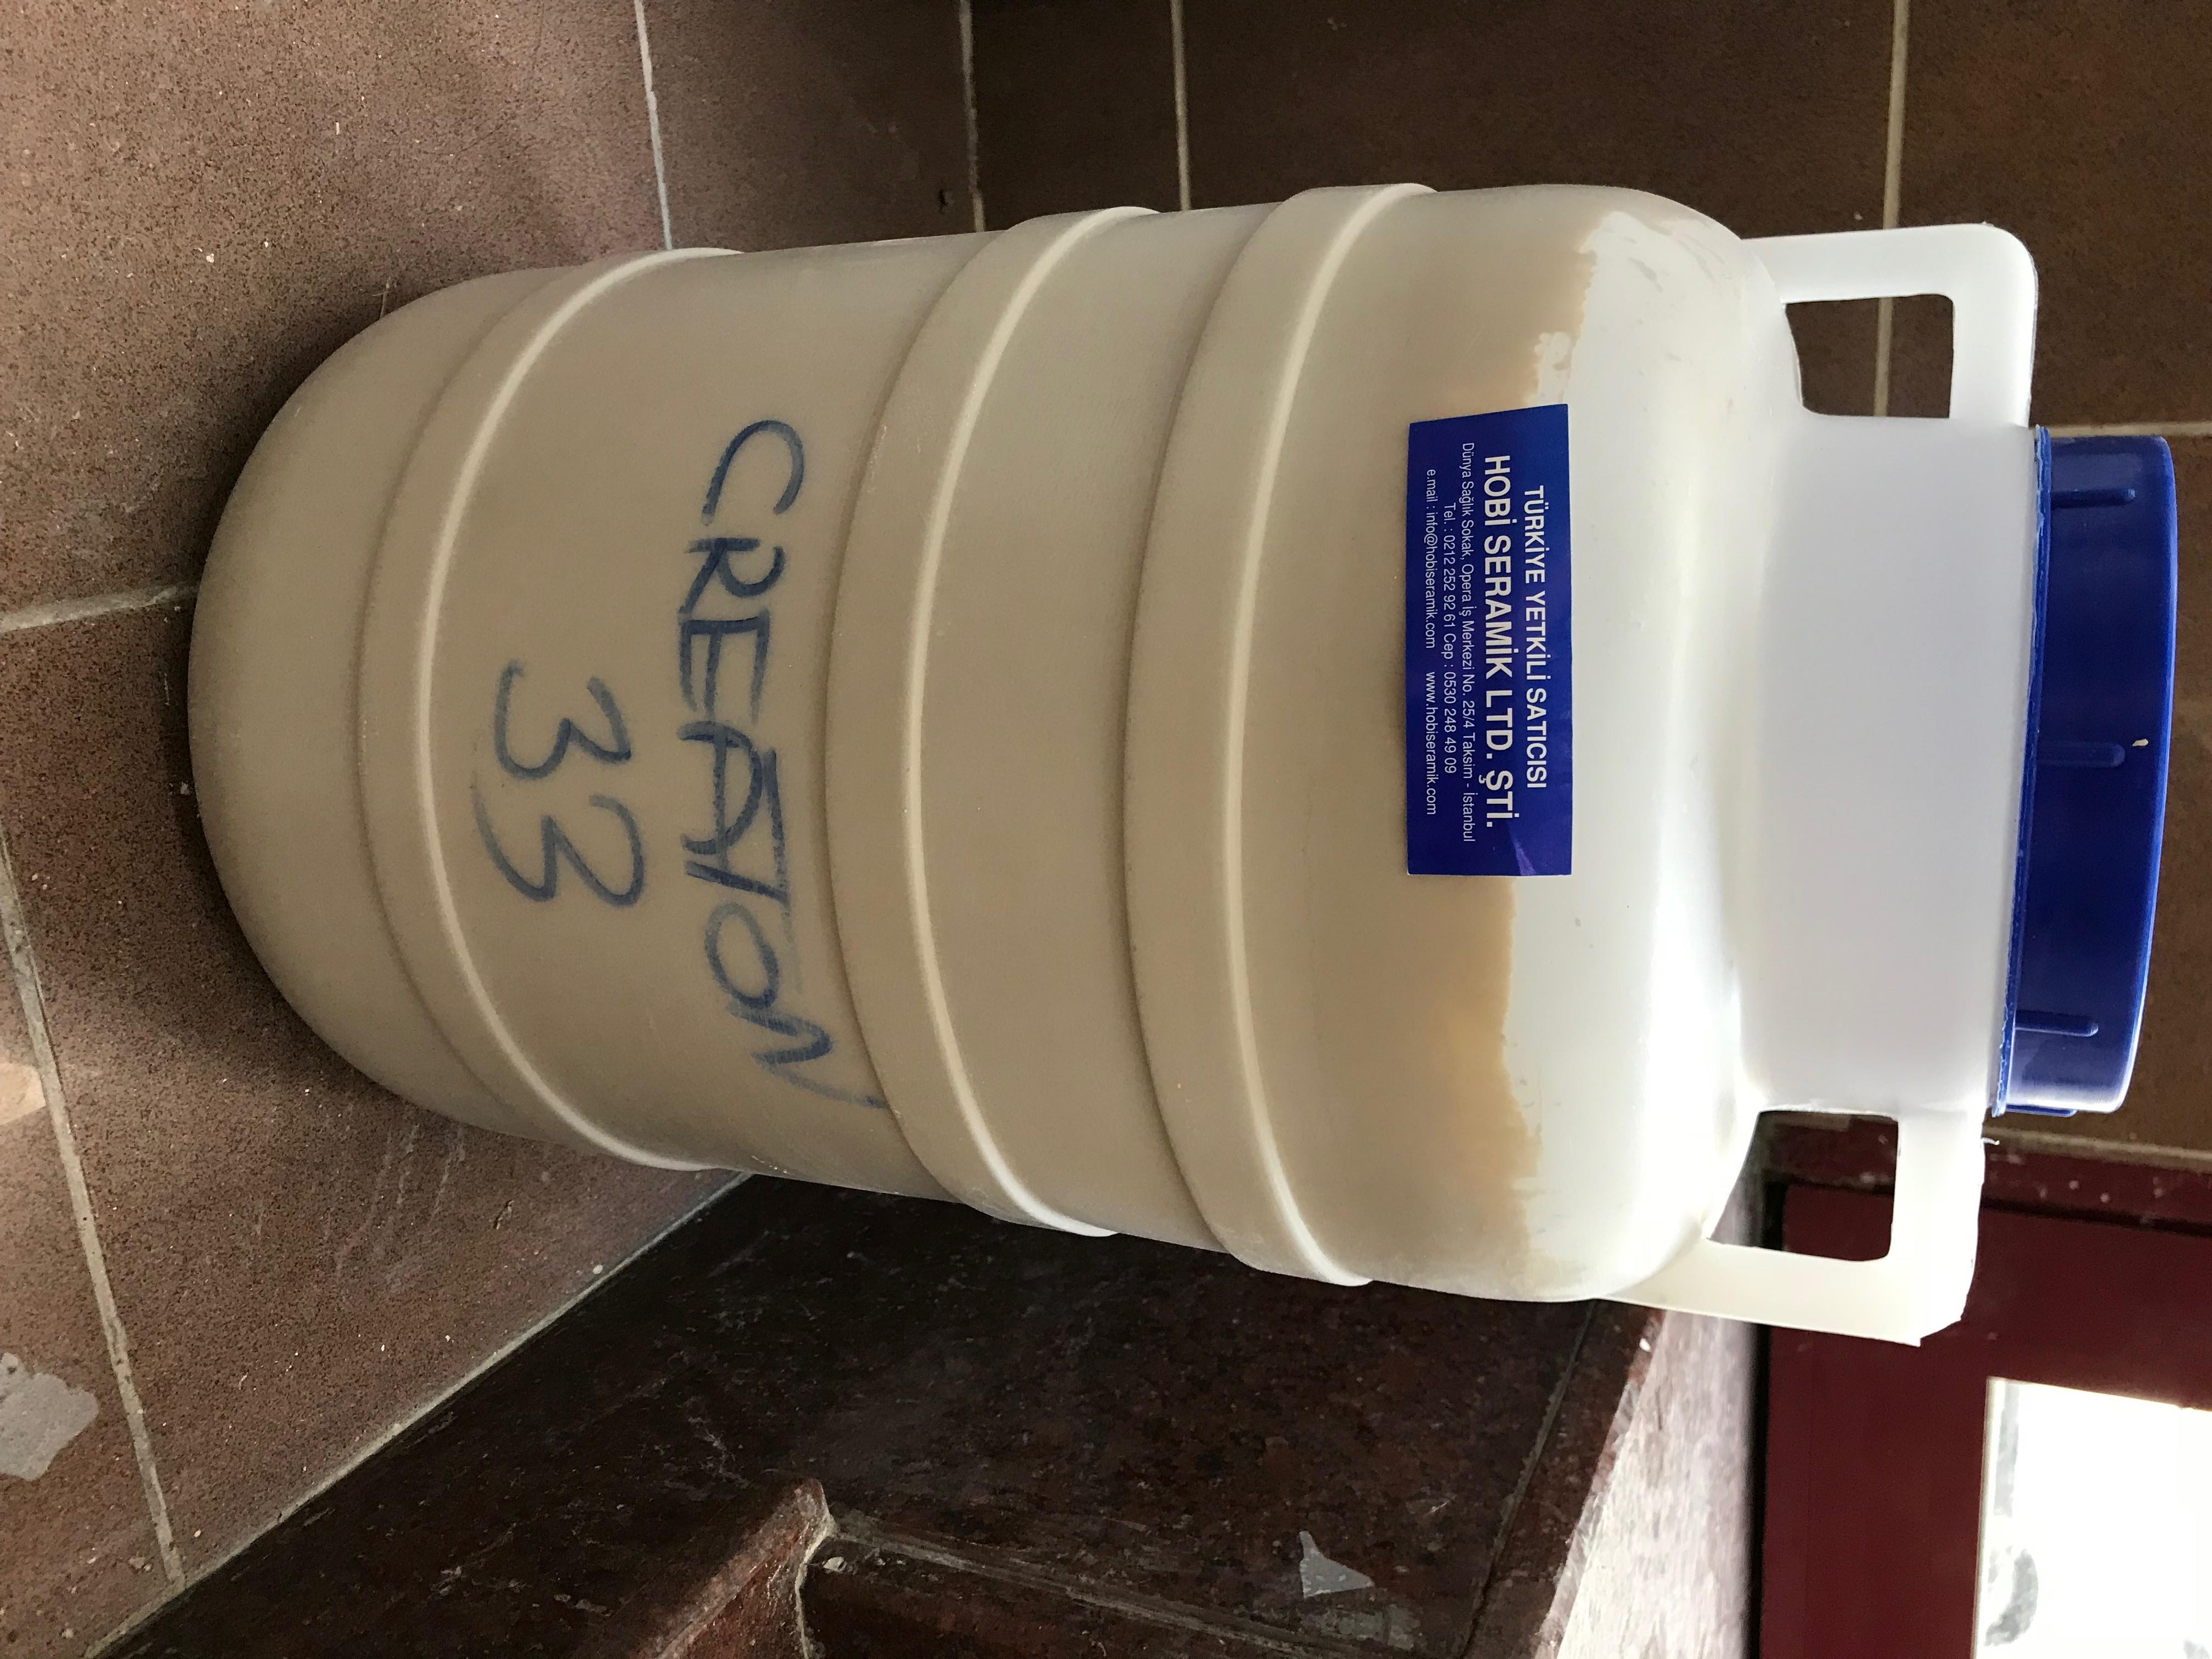 TÜRKİYE YETKİLİ SATICISI
HOBİ SERAMİK LTD. ŞTİ.
Dünya Sağlık Sokak, Opera İş Merkezi No. 25/4 Taksim - İstanbul
Tel. : 0212 252 92 61 Cep : 0530 248 49 09
e.mail : info@hobiseramik.com www.hobiseramik.com
CREATION
33